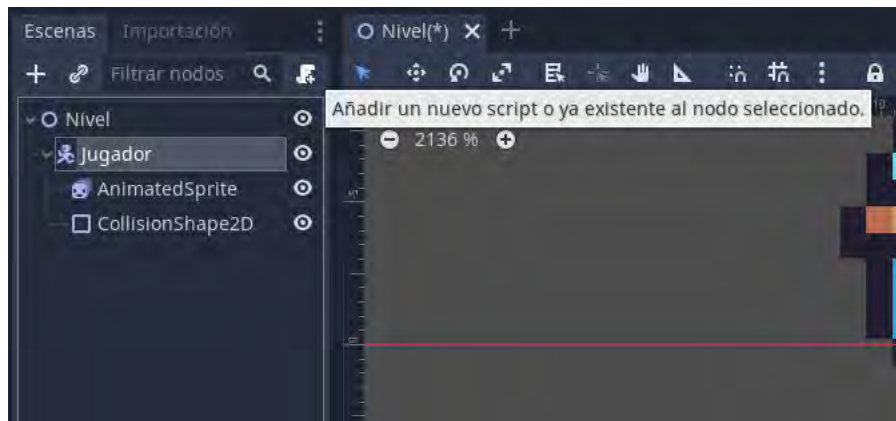 Escenas Importación
Nivel(*)
Filtrar nodos
Añadir un nuevo script o ya existente al nodo seleccionado.
Nivel
2136 %
Jugador
AnimatedSprite
CollisionShape2D